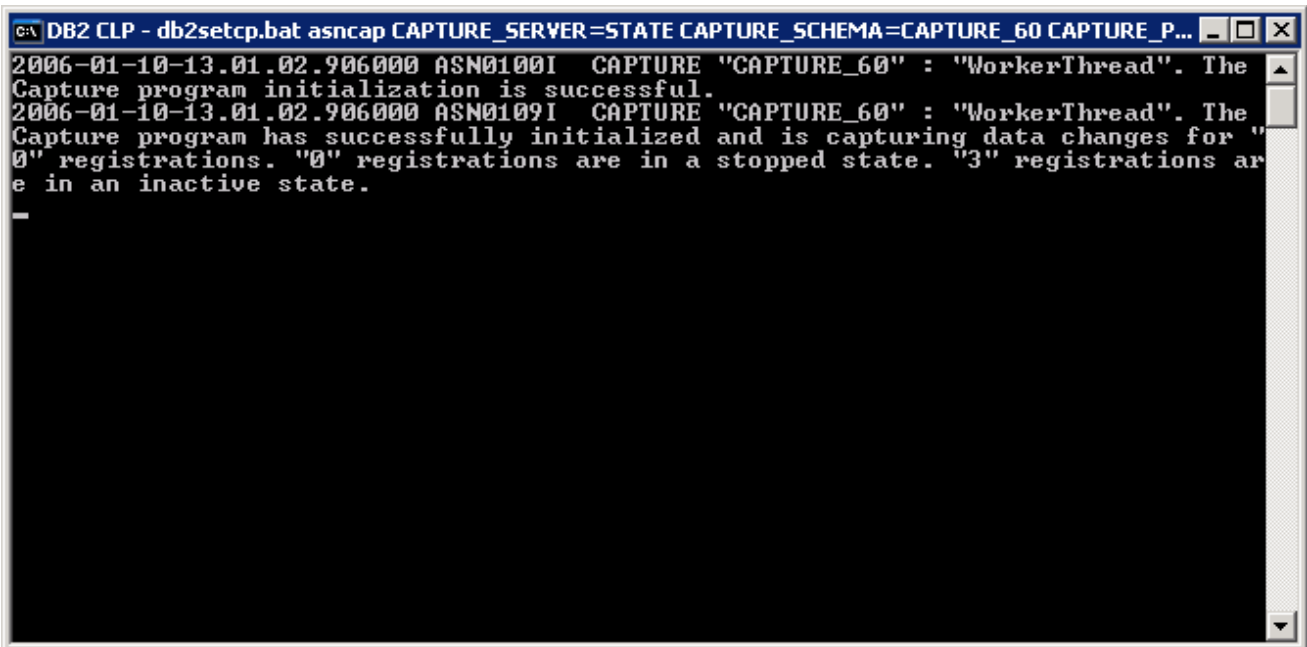 DB2 CLP - db2setcp.bat asncap CAPTURE_SERVER=STATE CAPTURE_SCHEMA=CAPTURE_60 CAPTURE_P...
2006-01-10-13.01.02.906000 ASN0100I  CAPTURE "CAPTURE_60" : "WorkerThread". The
Capture program initialization is successful.
2006-01-10-13.01.02.906000 ASN0109I  CAPTURE "CAPTURE_60" : "WorkerThread". The
Capture program has successfully initialized and is capturing data changes for "
0" registrations. "0" registrations are in a stopped state. "3" registrations ar
e in an inactive state.